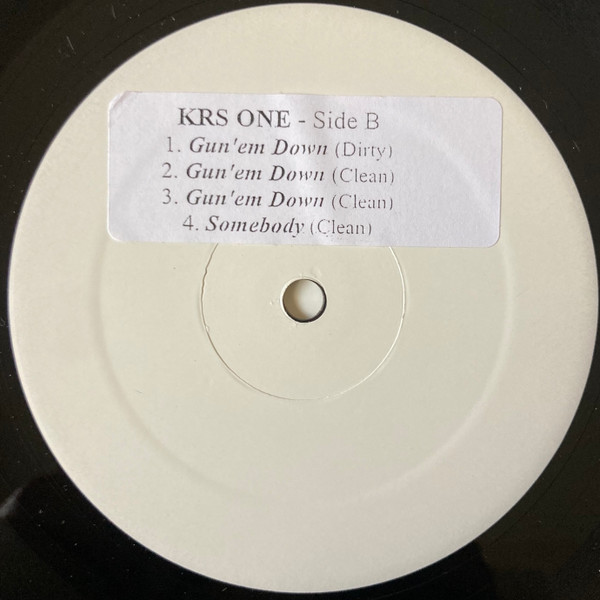 KRS ONE - Side B
1. Gun'em Down (Dirty)
2. Gun'em Down (Clean)
3. Gun'em Down (Clean)
4. Somebody (Clean)